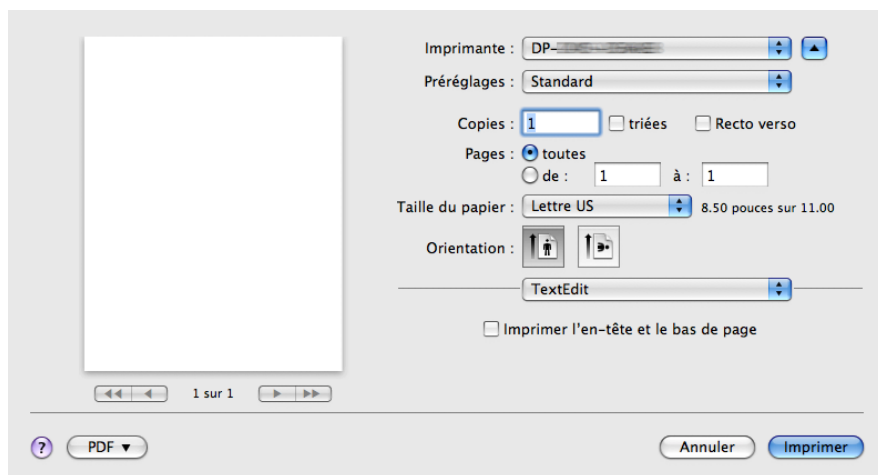 Imprimante : DP-
Préréglages : Standard
Copies : 1 triées Recto verso
Pages : toutes
de : 1 à : 1
Taille du papier : Lettre US 8.50 pouces sur 11.00
Orientation :
TextEdit
Imprimer l'en-tête et le bas de page
1 sur 1
? PDF Annuler Imprimer